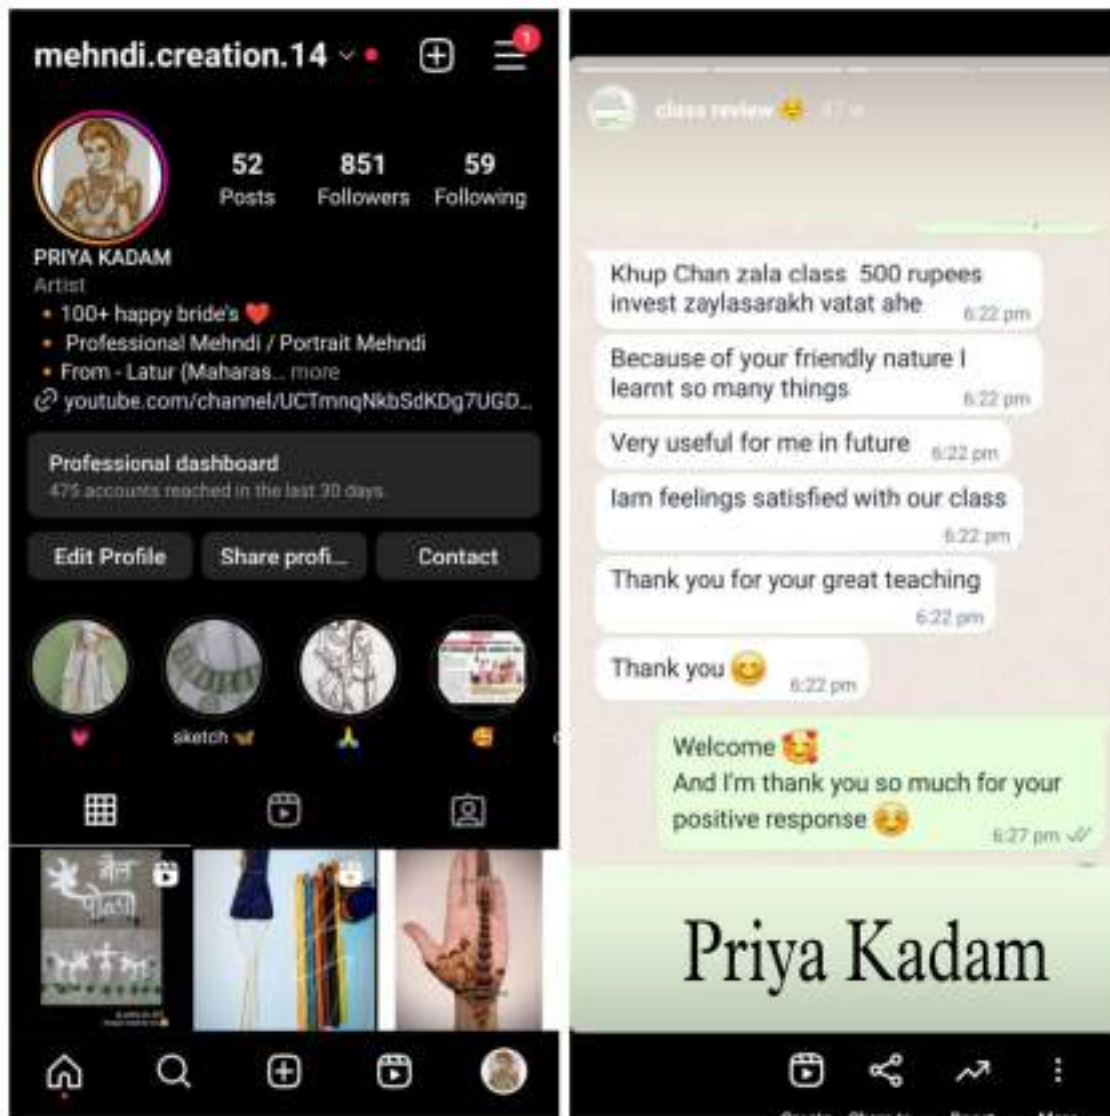 mehndi.creation.14
1
52
851
59
Posts
Followers
Following
PRIYA KADAM
Artist
100+ happy bride's ❤️
Professional Mehndi / Portrait Mehndi
From - Latur (Maharas... more
youtube.com/channel/UCTmnqNkbSdKDg7UGD...
Professional dashboard
475 accounts reached in the last 30 days.
Edit Profile
Share profi...
Contact
sketch
बैल
पोळा
class review 47 w
Khup Chan zala class 500 rupees
invest zaylasarakh vatat ahe
6:22 pm
Because of your friendly nature I
learnt so many things
6:22 pm
Very useful for me in future
6:22 pm
Iam feelings satisfied with our class
6:22 pm
Thank you for your great teaching
6:22 pm
Thank you 😊
6:22 pm
Welcome 🥰
And I'm thank you so much for your
positive response ☺️
6:27 pm
Priya Kadam